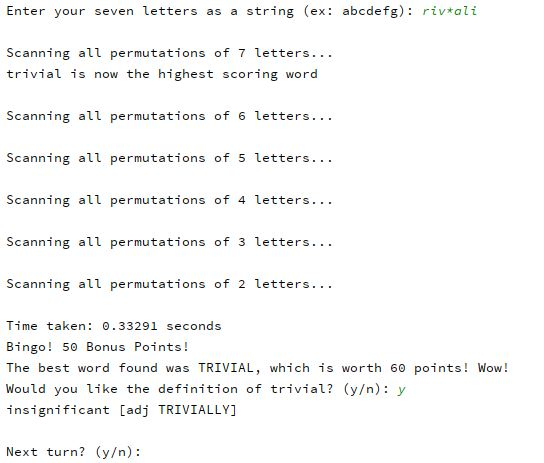 Enter your seven letters as a string (ex: abcdefg): riv*ali
Scanning all permutations of 7 letters...
trivial is now the highest scoring word
Scanning all permutations of 6 letters...
Scanning all permutations of 5 letters...
Scanning all permutations of 4 letters...
Scanning all permutations of 3 letters...
Scanning all permutations of 2 letters...
Time taken: 0.33291 seconds
Bingo! 50 Bonus Points!
The best word found was TRIVIAL, which is worth 60 points! Wow!
Would you like the definition of trivial? (y/n): y
insignificant [adj TRIVIALLY]
Next turn? (y/n):